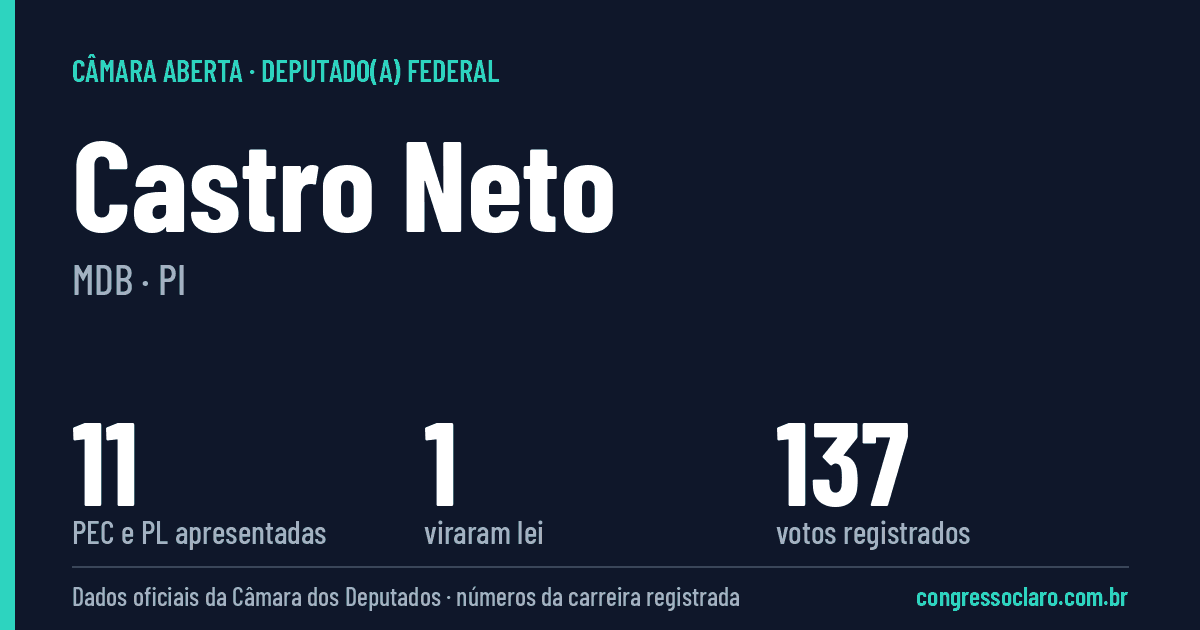 CÂMARA ABERTA · DEPUTADO(A) FEDERAL
Castro Neto
MDB · PI
11
PEC e PL apresentadas
1
viraram lei
137
votos registrados
Dados oficiais da Câmara dos Deputados · números da carreira registrada
congressoclaro.com.br